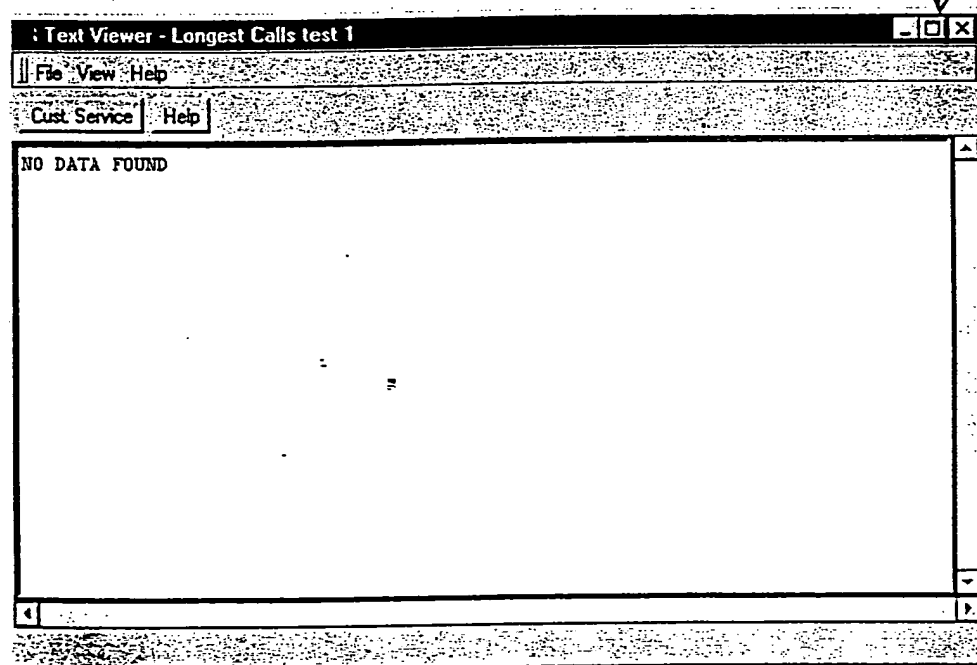 Text Viewer - Longest Calls test 1
File View Help
Cust. Service Help
NO DATA FOUND